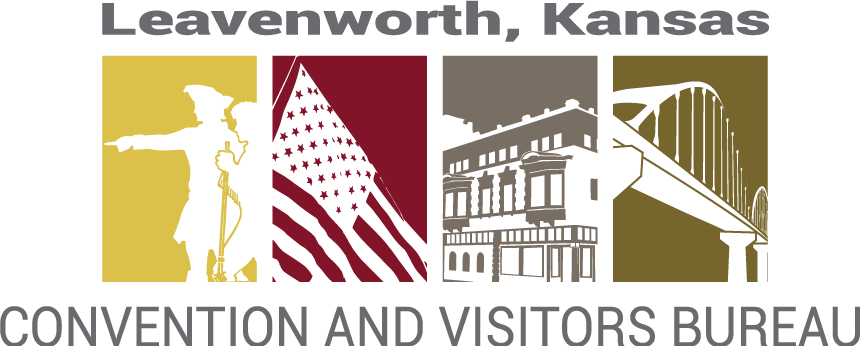 Leavenworth, Kansas
CONVENTION AND VISITORS BUREAU